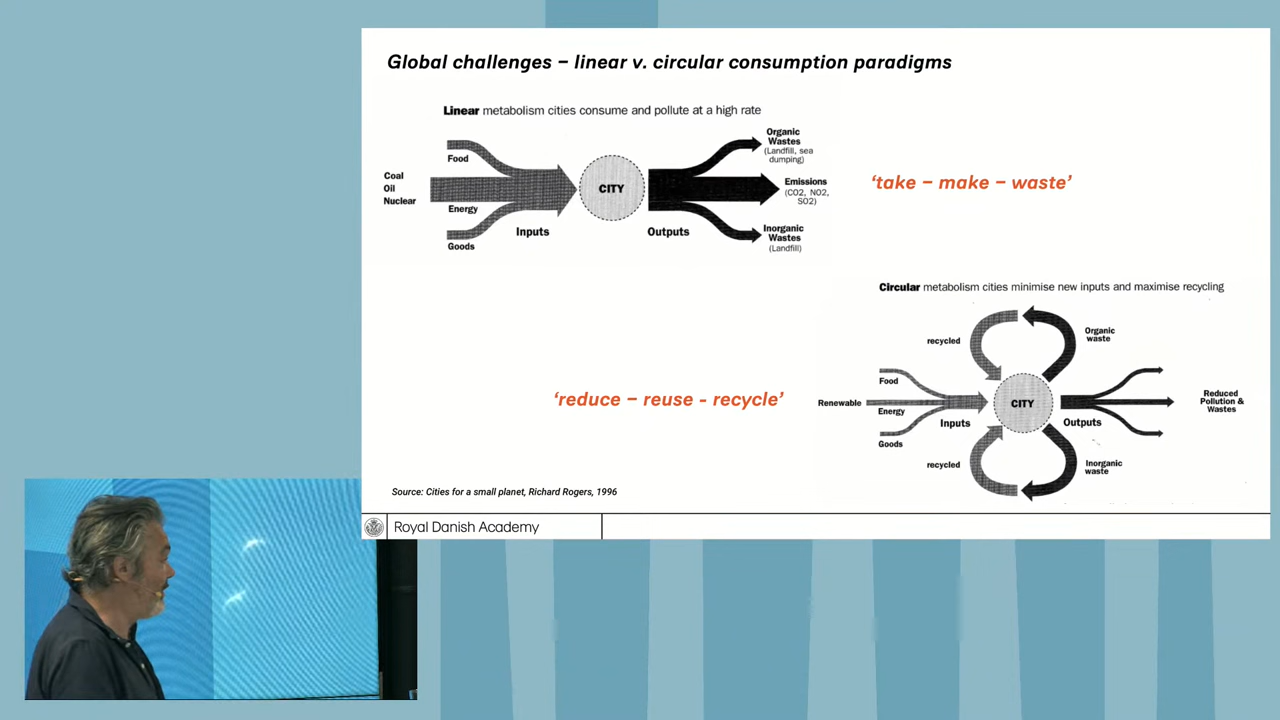 Global challenges – linear v. circular consumption paradigms
Linear metabolism cities consume and pollute at a high rate
Coal
Oil
Nuclear
Food
Energy
Goods
Inputs
CITY
Outputs
Organic
Wastes
(Landfill, sea
dumping)
Emissions
(CO2, NO2,
SO2)
Inorganic
Wastes
(Landfill)
‘take – make – waste’
Circular metabolism cities minimise new inputs and maximise recycling
‘reduce – reuse - recycle’
recycled
Organic
waste
Food
Renewable
Energy
Goods
Inputs
CITY
Outputs
Reduced
Pollution &
Wastes
recycled
Inorganic
waste
Source: Cities for a small planet, Richard Rogers, 1996
Royal Danish Academy